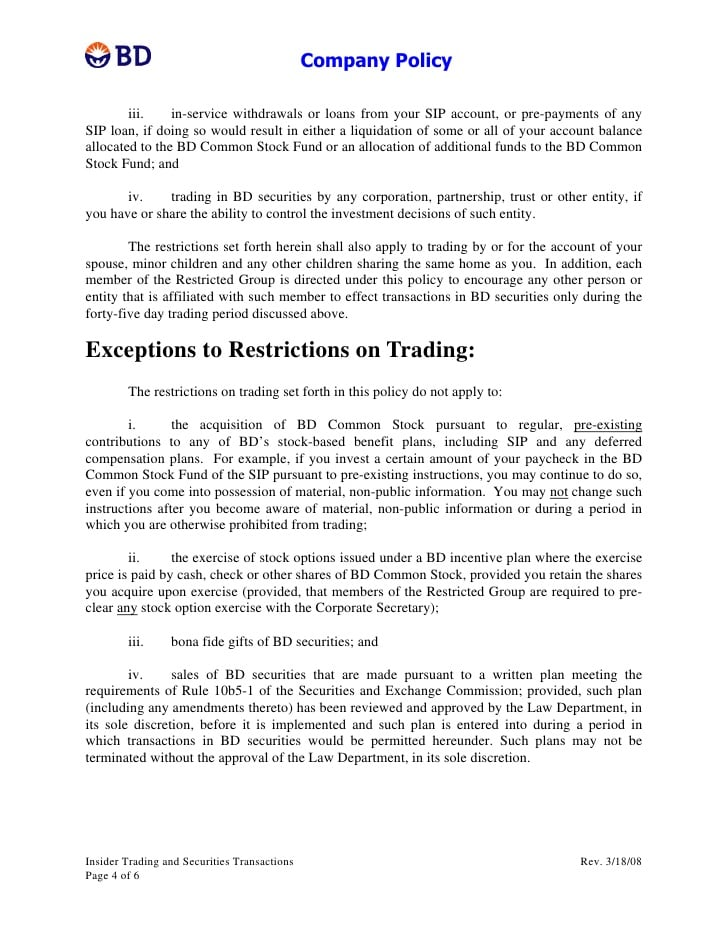 BD
Company Policy
iii. in-service withdrawals or loans from your SIP account, or pre-payments of any
SIP loan, if doing so would result in either a liquidation of some or all of your account balance
allocated to the BD Common Stock Fund or an allocation of additional funds to the BD Common
Stock Fund; and
iv. trading in BD securities by any corporation, partnership, trust or other entity, if
you have or share the ability to control the investment decisions of such entity.
The restrictions set forth herein shall also apply to trading by or for the account of your
spouse, minor children and any other children sharing the same home as you. In addition, each
member of the Restricted Group is directed under this policy to encourage any other person or
entity that is affiliated with such member to effect transactions in BD securities only during the
forty-five day trading period discussed above.
Exceptions to Restrictions on Trading:
The restrictions on trading set forth in this policy do not apply to:
i. the acquisition of BD Common Stock pursuant to regular, pre-existing
contributions to any of BD's stock-based benefit plans, including SIP and any deferred
compensation plans. For example, if you invest a certain amount of your paycheck in the BD
Common Stock Fund of the SIP pursuant to pre-existing instructions, you may continue to do so,
even if you come into possession of material, non-public information. You may not change such
instructions after you become aware of material, non-public information or during a period in
which you are otherwise prohibited from trading;
ii. the exercise of stock options issued under a BD incentive plan where the exercise
price is paid by cash, check or other shares of BD Common Stock, provided you retain the shares
you acquire upon exercise (provided, that members of the Restricted Group are required to pre-
clear any stock option exercise with the Corporate Secretary);
iii. bona fide gifts of BD securities; and
iv. sales of BD securities that are made pursuant to a written plan meeting the
requirements of Rule 10b5-1 of the Securities and Exchange Commission; provided, such plan
(including any amendments thereto) has been reviewed and approved by the Law Department, in
its sole discretion, before it is implemented and such plan is entered into during a period in
which transactions in BD securities would be permitted hereunder. Such plans may not be
terminated without the approval of the Law Department, in its sole discretion.
Insider Trading and Securities Transactions Rev. 3/18/08
Page 4 of 6